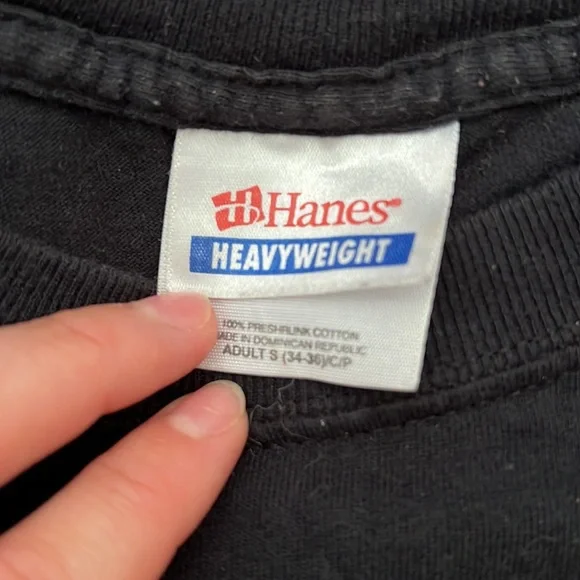 Hanes
HEAVYWEIGHT
100% PRESHRUNK COTTON
MADE IN DOMINICAN REPUBLIC
ADULT S (34-36)/C/P